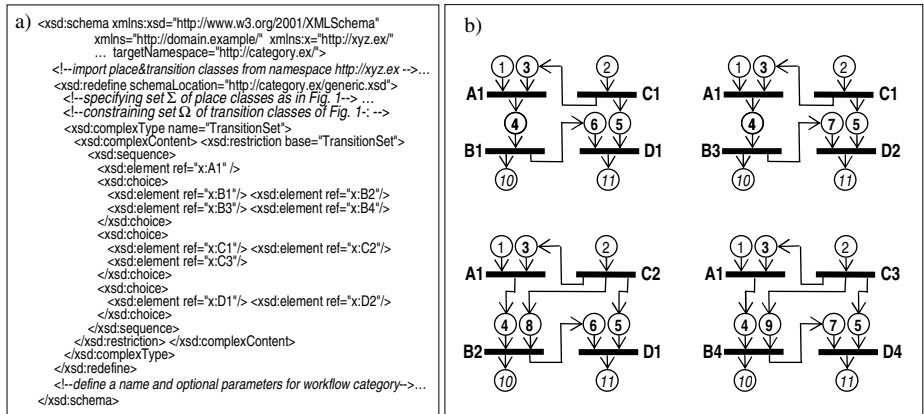 a)
<xsd:schema xmlns:xsd="http://www.w3.org/2001/XMLSchema"
xmlns="http://domain.example/" xmlns:x="http://xyz.ex/"
… targetNamespace="http://category.ex/">
<!--import place&transition classes from namespace http://xyz.ex -->…
<xsd:redefine schemaLocation="http://category.ex/generic.xsd">
<!--specifying set Σ of place classes as in Fig. 1--> …
<!--constraining set Ω of transition classes of Fig. 1-: -->
<xsd:complexType name="TransitionSet">
<xsd:complexContent> <xsd:restriction base="TransitionSet">
<xsd:sequence>
<xsd:element ref="x:A1" />
<xsd:choice>
<xsd:element ref="x:B1"/> <xsd:element ref="x:B2"/>
<xsd:element ref="x:B3"/> <xsd:element ref="x:B4"/>
</xsd:choice>
<xsd:choice>
<xsd:element ref="x:C1"/> <xsd:element ref="x:C2"/>
<xsd:element ref="x:C3"/>
</xsd:choice>
<xsd:choice>
<xsd:element ref="x:D1"/> <xsd:element ref="x:D2"/>
</xsd:choice>
</xsd:sequence>
</xsd:restriction> </xsd:complexContent>
</xsd:complexType>
</xsd:redefine>
<!--define a name and optional parameters for workflow category-->…
</xsd:schema>
b)
1 3 2
A1 C1
4 6 5
B1 D1
10 11
1 3 2
A1 C1
4 7 5
B3 D2
10 11
1 3 2
A1 C2
4 8 6 5
B2 D1
10 11
1 3 2
A1 C3
4 9 7 5
B4 D4
10 11